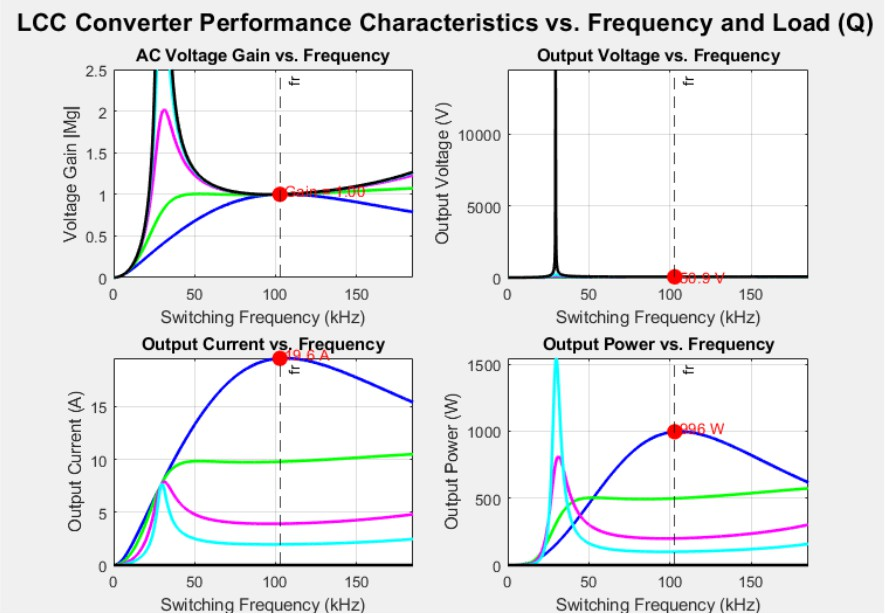 LCC Converter Performance Characteristics vs. Frequency and Load (Q)
AC Voltage Gain vs. Frequency
Voltage Gain |Mg|
2.5
2
1.5
1
0.5
0
fr
Gain = 1.00
0 50 100 150
Switching Frequency (kHz)
Output Voltage vs. Frequency
Output Voltage (V)
10000
5000
0
fr
50.9 V
0 50 100 150
Switching Frequency (kHz)
Output Current vs. Frequency
Output Current (A)
15
10
5
0
19.6 A
fr
0 50 100 150
Switching Frequency (kHz)
Output Power vs. Frequency
Output Power (W)
1500
1000
500
0
fr
996 W
0 50 100 150
Switching Frequency (kHz)